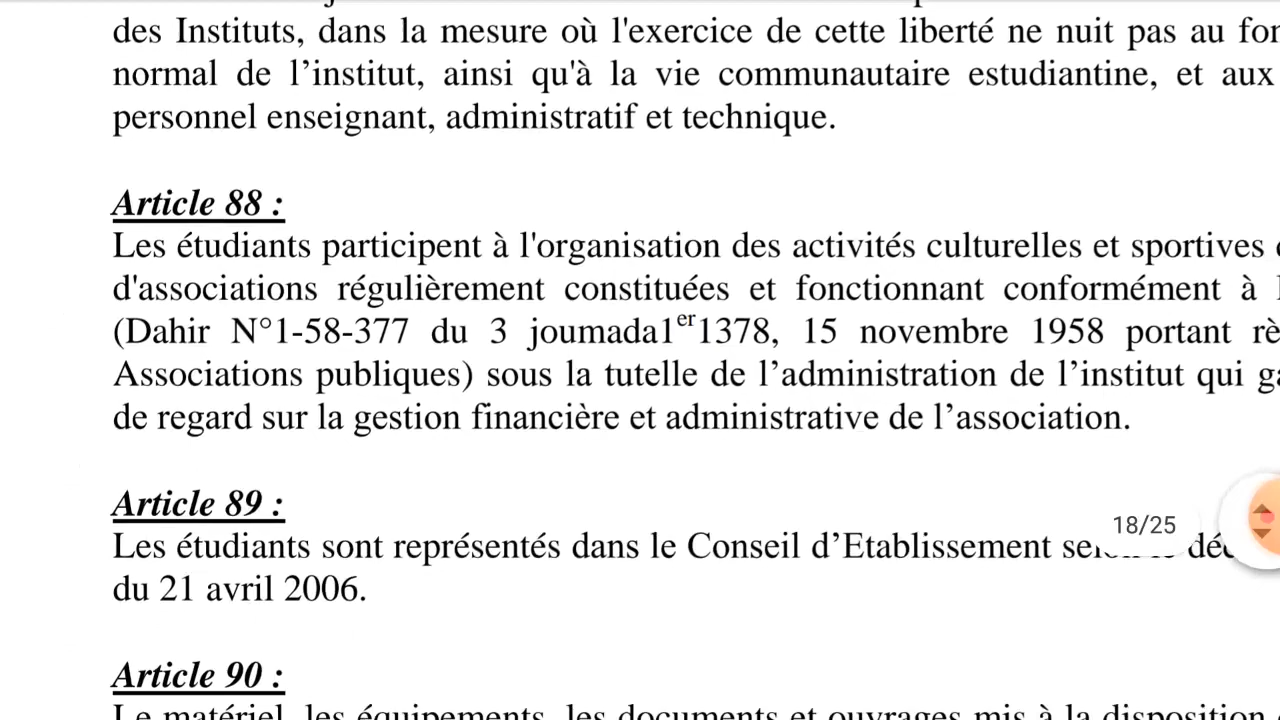 des Instituts, dans la mesure où l'exercice de cette liberté ne nuit pas au
normal de l’institut, ainsi qu'à la vie communautaire estudiantine, et aux
personnel enseignant, administratif et technique.
Article 88 :
Les étudiants participent à l'organisation des activités culturelles et sportives
d'associations régulièrement constituées et fonctionnant conformément à
(Dahir N°1-58-377 du 3 joumada1er1378, 15 novembre 1958 portant
Associations publiques) sous la tutelle de l’administration de l’institut qui
de regard sur la gestion financière et administrative de l’association.
Article 89 :
18/25
Les étudiants sont représentés dans le Conseil d’Etablissement
du 21 avril 2006.
Article 90 :
Le matériel, les équipements, les documents et ouvrages mis à la disposition